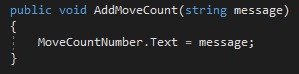 public void AddMoveCount(string message)
{
MoveCountNumber.Text = message;
}